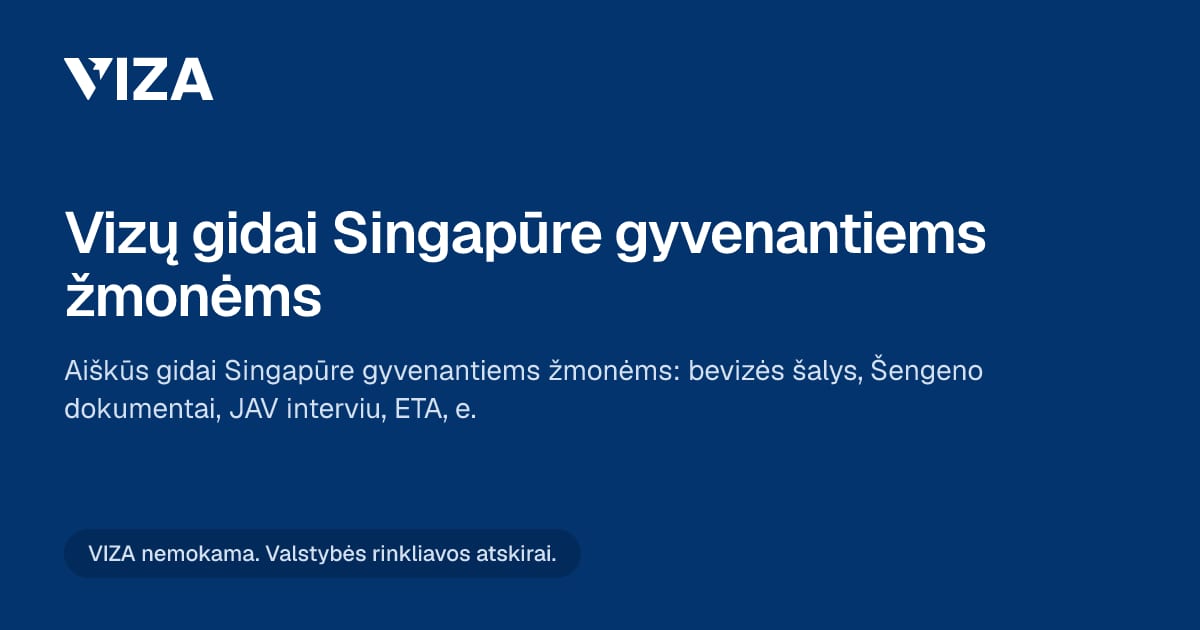 VIZA
Vizų gidai Singapūre gyvenantiems
žmonėms
Aiškūs gidai Singapūre gyvenantiems žmonėms: bevizės šalys, Šengeno
dokumentai, JAV interviu, ETA, e.
VIZA nemokama. Valstybės rinkliavos atskirai.